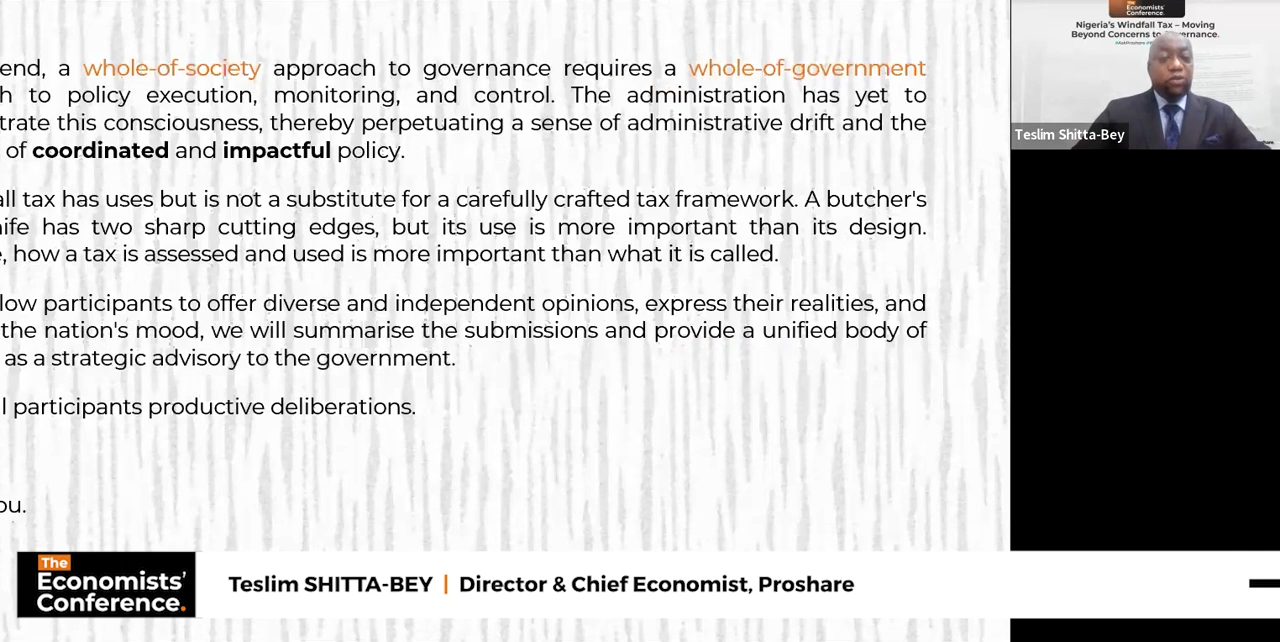 end, a whole-of-society approach to governance requires a whole-of-government
h to policy execution, monitoring, and control. The administration has yet to
trate this consciousness, thereby perpetuating a sense of administrative drift and the
of coordinated and impactful policy.
all tax has uses but is not a substitute for a carefully crafted tax framework. A butcher's
nife has two sharp cutting edges, but its use is more important than its design.
e, how a tax is assessed and used is more important than what it is called.
low participants to offer diverse and independent opinions, express their realities, and
the nation's mood, we will summarise the submissions and provide a unified body of
as a strategic advisory to the government.
l participants productive deliberations.
ou.
The
Economists'
Conference.
Teslim SHITTA-BEY | Director & Chief Economist, Proshare
Economists'
Conference.
Nigeria's Windfall Tax – Moving
Beyond Concerns to
Teslim Shitta-Bey